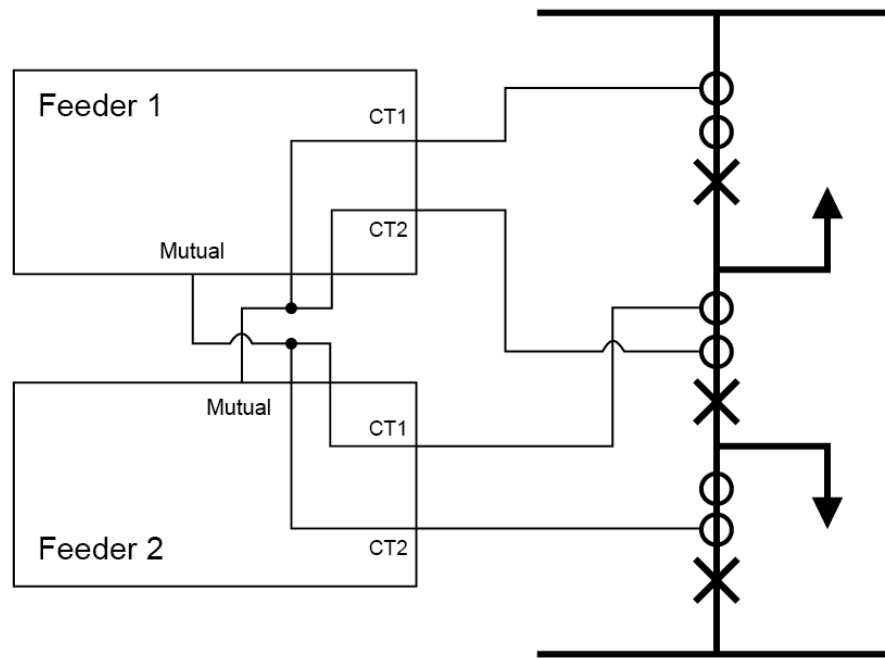 Feeder 1
CT1
CT2
Mutual
Mutual
CT1
CT2
Feeder 2